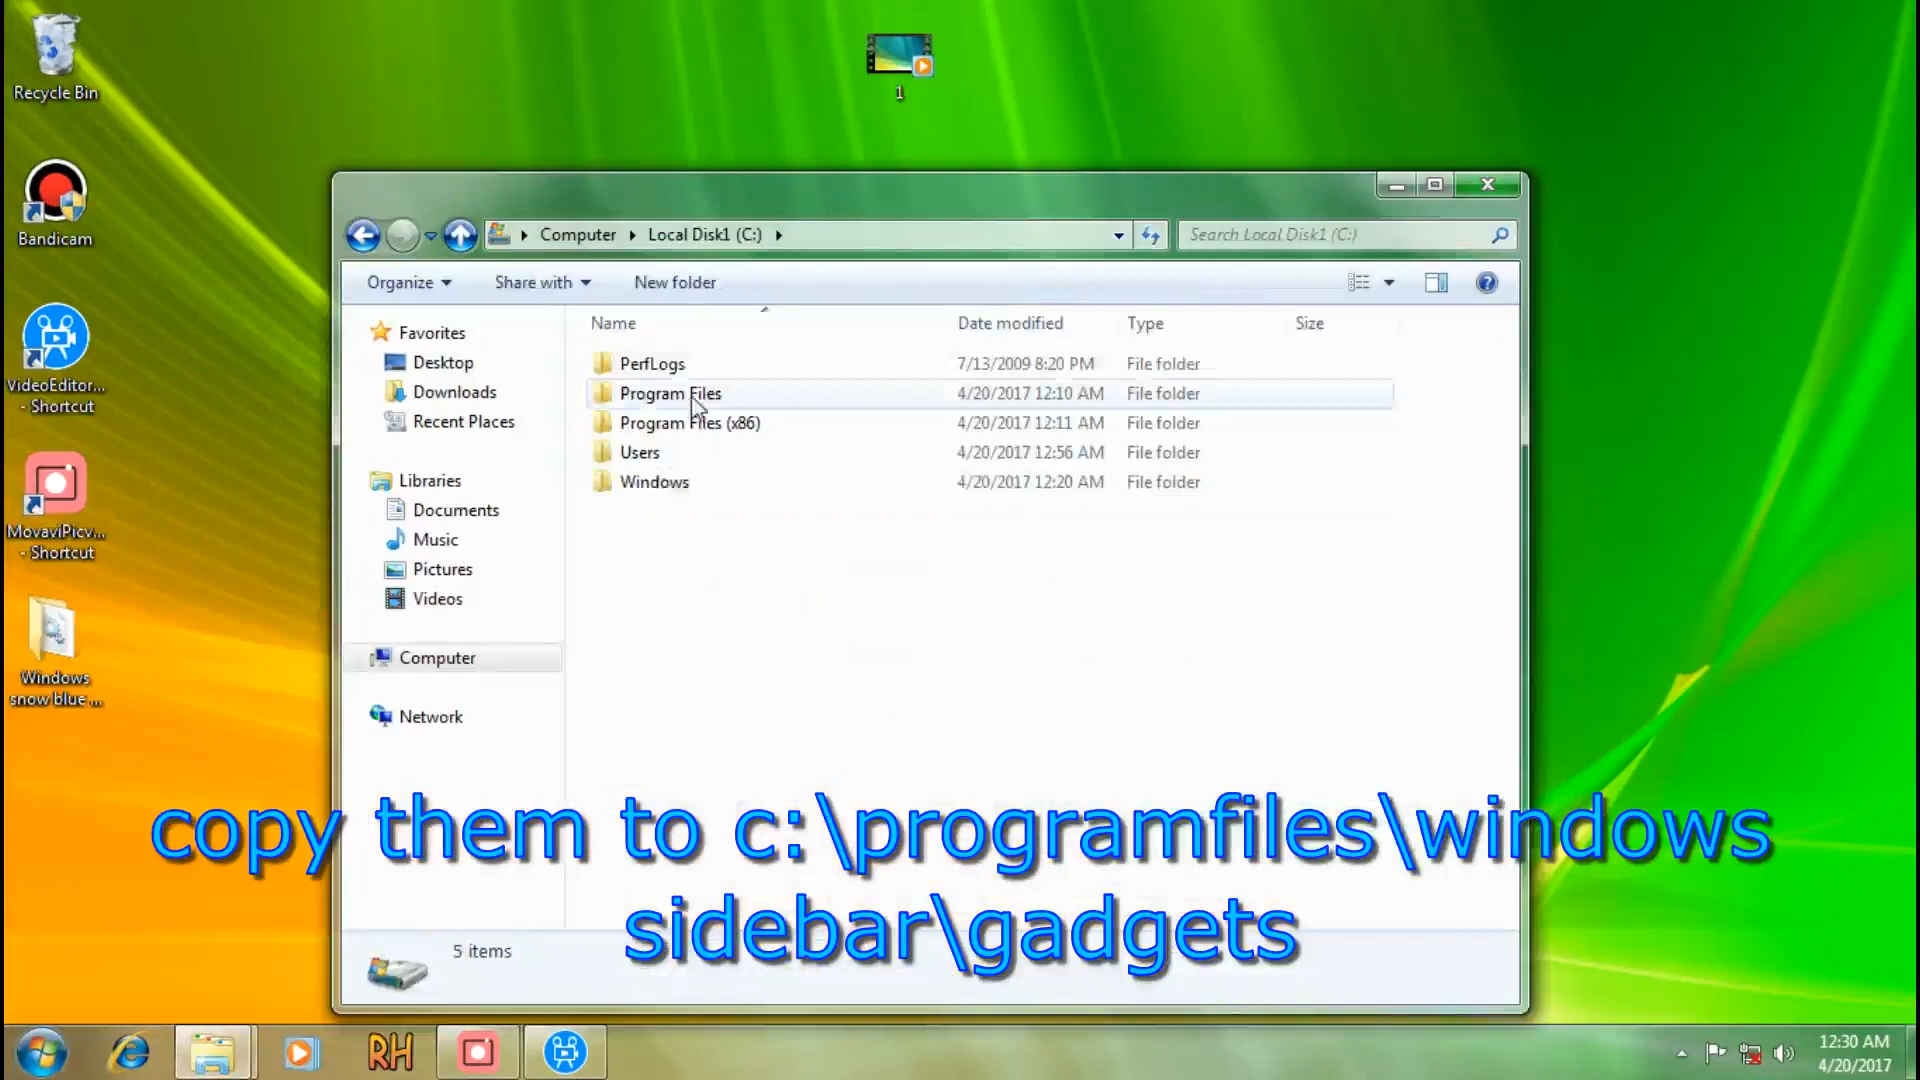 Recycle Bin
1
Bandicam
VideoEditor...
- Shortcut
MovaviPicv...
- Shortcut
Windows
snow blue ...
Computer
Local Disk1 (C:)
Search Local Disk1 (C:)
Organize
Share with
New folder
Favorites
Desktop
Downloads
Recent Places
Libraries
Documents
Music
Pictures
Videos
Computer
Network
Name Date modified Type Size
PerfLogs 7/13/2009 8:20 PM File folder
Program Files 4/20/2017 12:10 AM File folder
Program Files (x86) 4/20/2017 12:11 AM File folder
Users 4/20/2017 12:56 AM File folder
Windows 4/20/2017 12:20 AM File folder
copy them to c:\programfiles\windows
sidebar\gadgets
5 items
RH
12:30 AM
4/20/2017